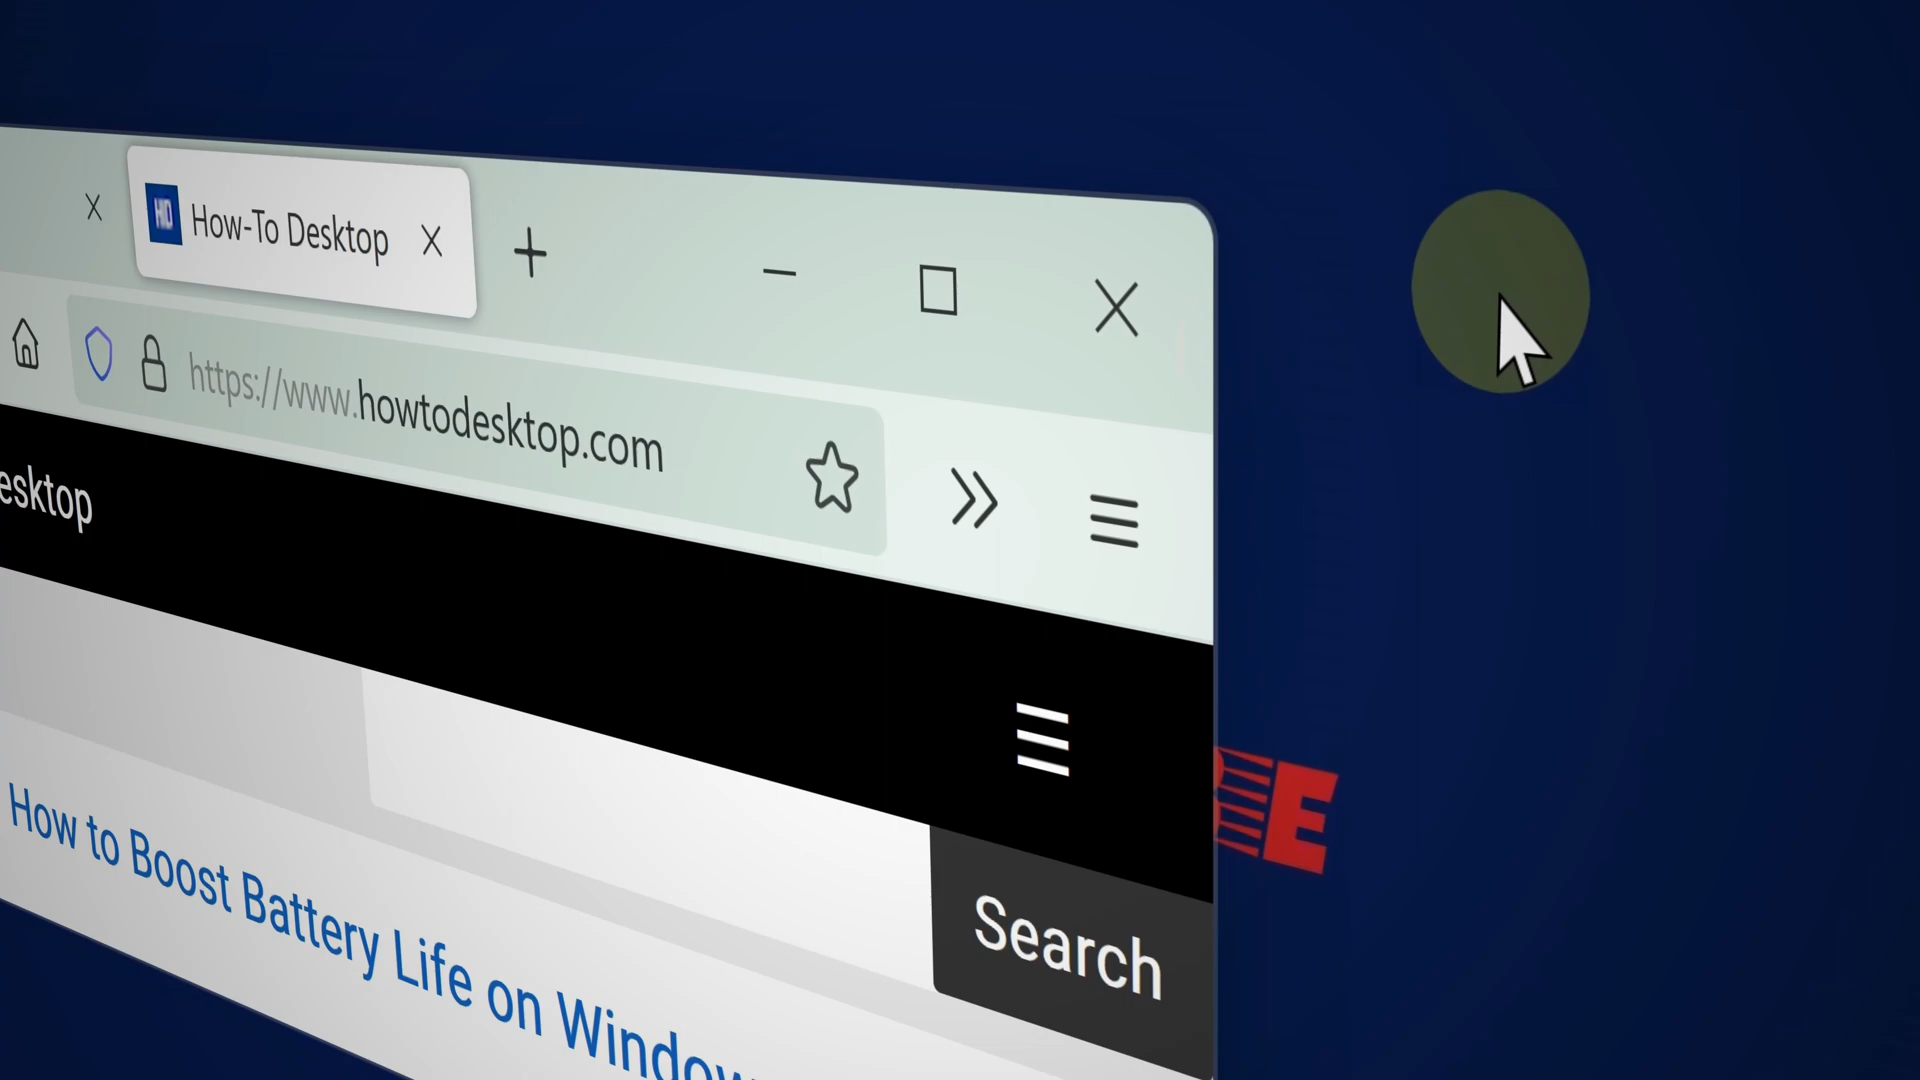 How-To Desktop
https://www.howtodesktop.com
esktop
Search
How to Boost Battery Life on Window